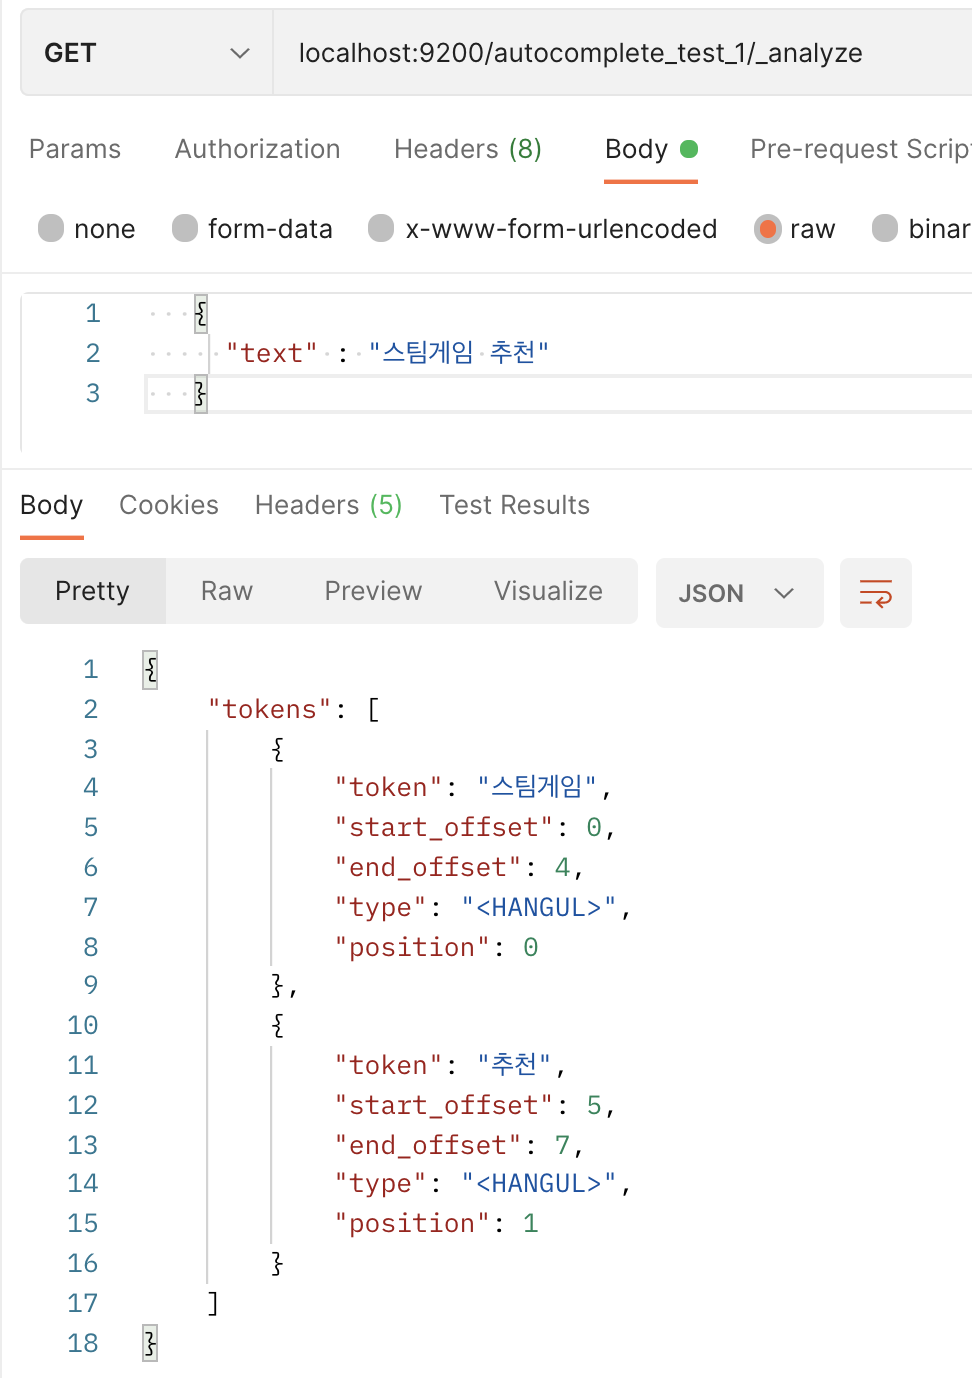 GET localhost:9200/autocomplete_test_1/_analyze
Params Authorization Headers (8) Body Pre-request Scrip
none form-data x-www-form-urlencoded raw binar
1 {
2 "text" : "스팀게임 추천"
3 }
Body Cookies Headers (5) Test Results
Pretty Raw Preview Visualize JSON
1 {
2 "tokens": [
3 {
4 "token": "스팀게임",
5 "start_offset": 0,
6 "end_offset": 4,
7 "type": "<HANGUL>",
8 "position": 0
9 },
10 {
11 "token": "추천",
12 "start_offset": 5,
13 "end_offset": 7,
14 "type": "<HANGUL>",
15 "position": 1
16 }
17 ]
18 }